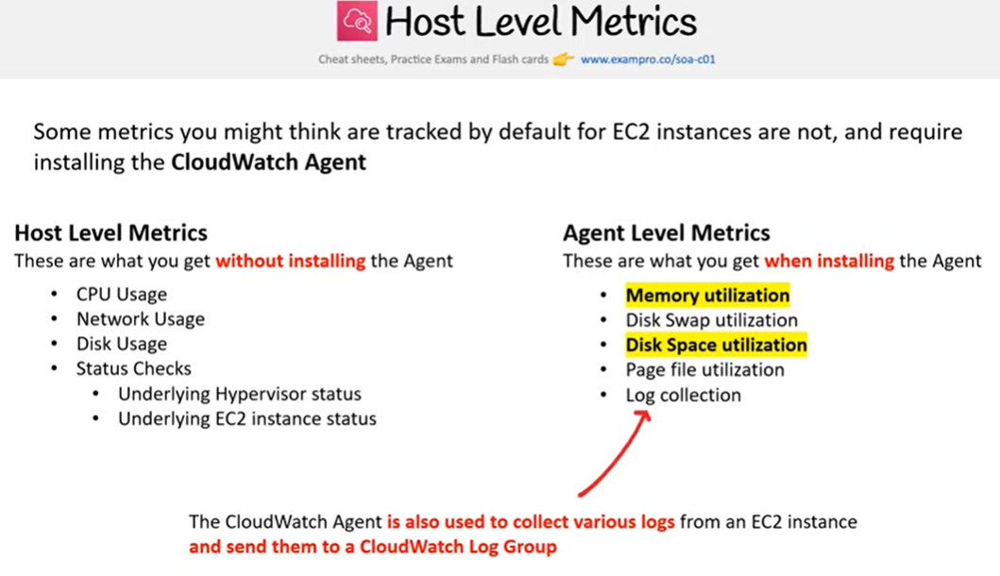 Host Level Metrics
Cheat sheets, Practice Exams and Flash cards 👉 www.exampro.co/soa-c01
Some metrics you might think are tracked by default for EC2 instances are not, and require
installing the CloudWatch Agent
Host Level Metrics
These are what you get without installing the Agent
• CPU Usage
• Network Usage
• Disk Usage
• Status Checks
• Underlying Hypervisor status
• Underlying EC2 instance status
Agent Level Metrics
These are what you get when installing the Agent
• Memory utilization
• Disk Swap utilization
• Disk Space utilization
• Page file utilization
• Log collection
The CloudWatch Agent is also used to collect various logs from an EC2 instance
and send them to a CloudWatch Log Group